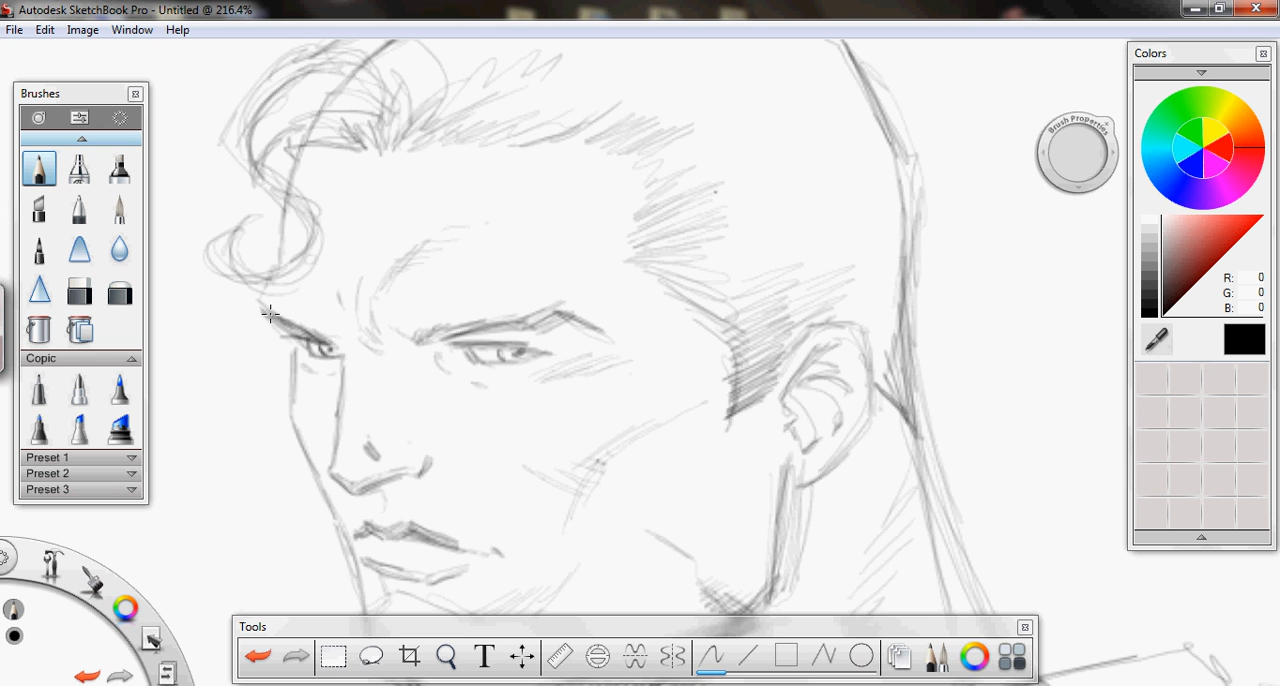 Autodesk SketchBook Pro - Untitled @ 216.4%
File Edit Image Window Help
Brushes
Copic
Preset 1
Preset 2
Preset 3
Brush Properties
Colors
R: 0
G: 0
B: 0
Tools
T